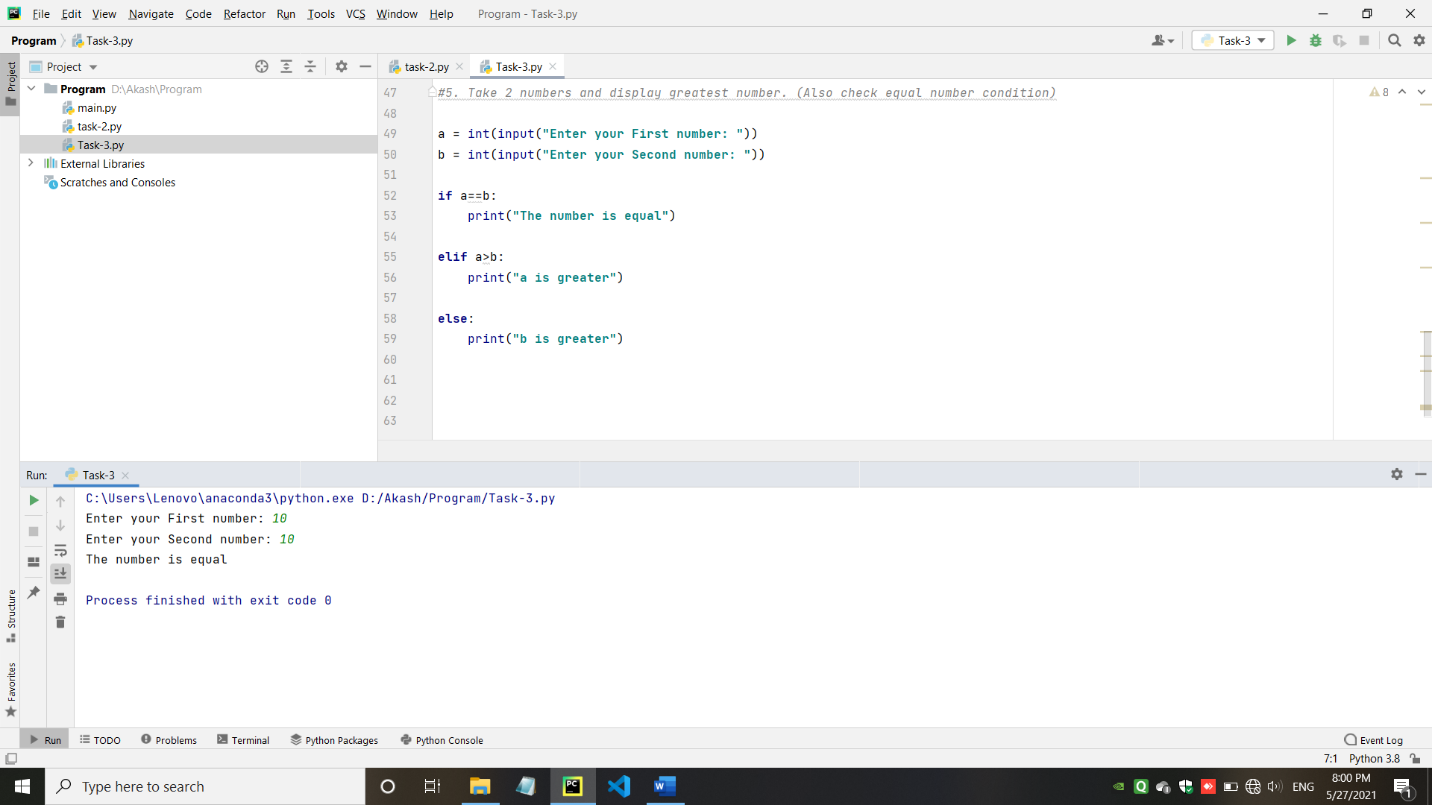 File Edit View Navigate Code Refactor Run Tools VCS Window Help Program - Task-3.py
Program Task-3.py
Task-3
Project
Project
Program D:\Akash\Program
main.py
task-2.py
Task-3.py
External Libraries
Scratches and Consoles
task-2.py
Task-3.py
8
47 #5. Take 2 numbers and display greatest number. (Also check equal number condition)
48
49 a = int(input("Enter your First number: "))
50 b = int(input("Enter your Second number: "))
51
52 if a==b:
53 print("The number is equal")
54
55 elif a>b:
56 print("a is greater")
57
58 else:
59 print("b is greater")
60
61
62
63
Run: Task-3
C:\Users\Lenovo\anaconda3\python.exe D:/Akash/Program/Task-3.py
Enter your First number: 10
Enter your Second number: 10
The number is equal
Process finished with exit code 0
Structure
Favorites
Run TODO Problems Terminal Python Packages Python Console Event Log
7:1 Python 3.8
Type here to search
PC
ENG
8:00 PM
5/27/2021
1